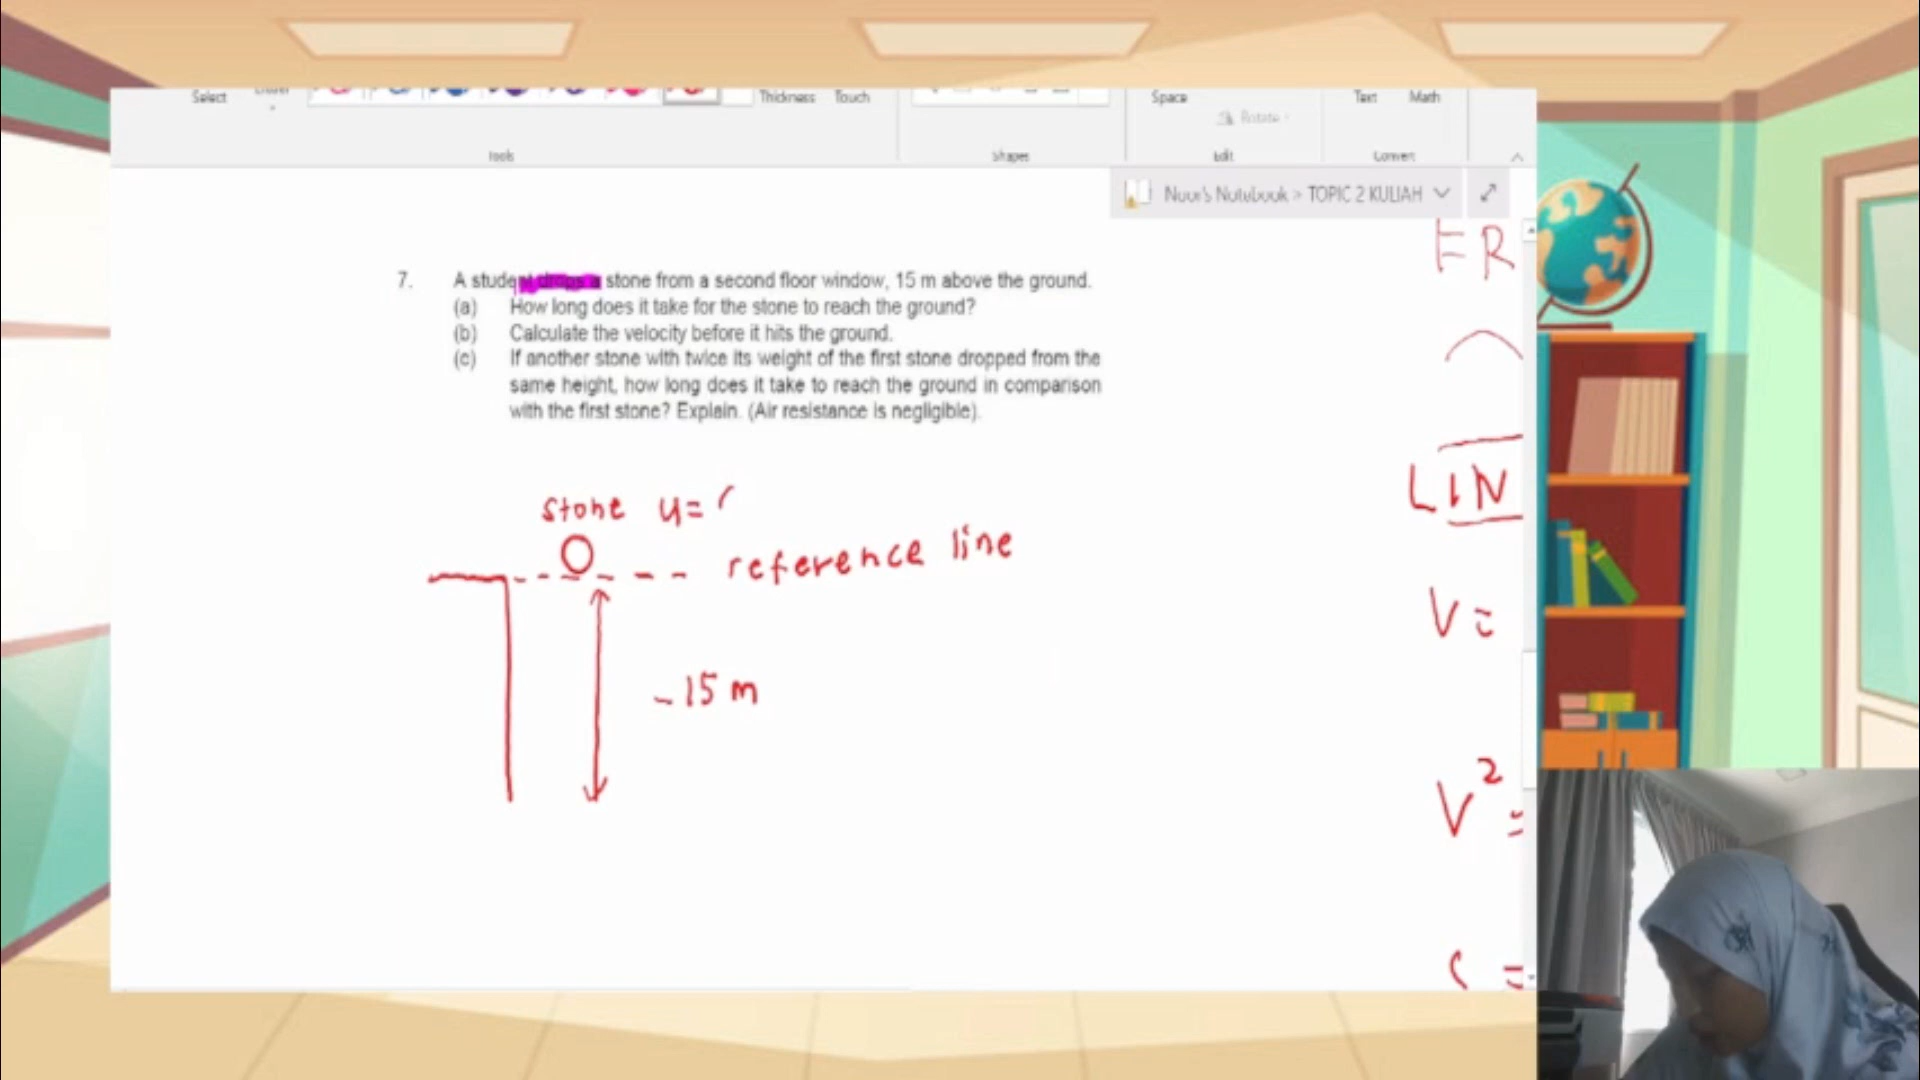 Select
Thickness
Touch
Space
Text
Math
Rotate
Tools
Shapes
Edit
Convert
Noor's Notebook > TOPIC 2 KULIAH
7. A student drops a stone from a second floor window, 15 m above the ground.
(a) How long does it take for the stone to reach the ground?
(b) Calculate the velocity before it hits the ground.
(c) If another stone with twice its weight of the first stone dropped from the
same height, how long does it take to reach the ground in comparison
with the first stone? Explain. (Air resistance is negligible).
stone u=
reference line
-15 m
FR
LIN
V=
V²=